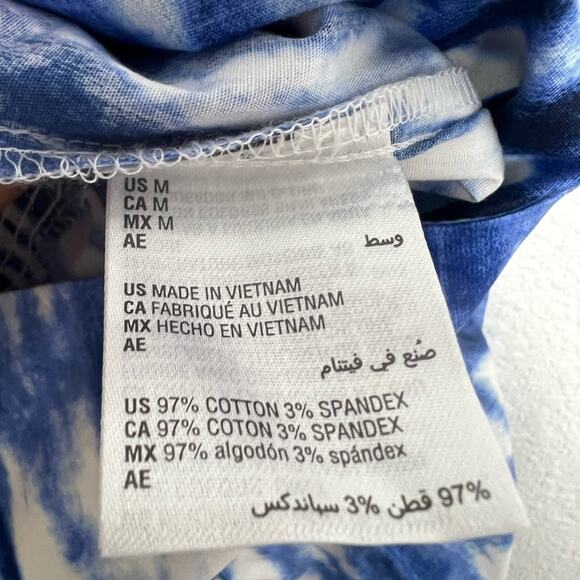 US M
CA M
MX M
AE
وسط
US MADE IN VIETNAM
CA FABRIQUÉ AU VIETNAM
MX HECHO EN VIETNAM
AE
صُنع في فيتنام
US 97% COTTON 3% SPANDEX
CA 97% COTTON 3% SPANDEX
MX 97% algodón 3% spándex
AE
97% قطن 3% سباندكس